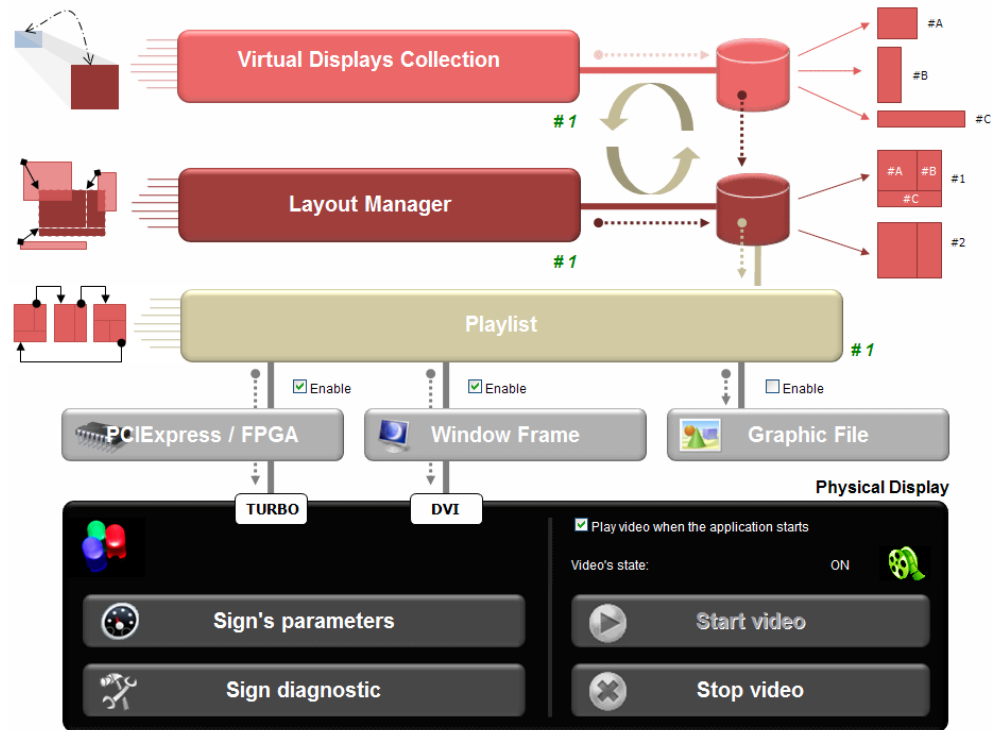 #A
Virtual Displays Collection
#B
# 1
#C
#A
#B
#1
Layout Manager
#C
#2
# 1
Playlist
# 1
Enable
Enable
Enable
PCIExpress / FPGA
Window Frame
Graphic File
Physical Display
TURBO
DVI
Play video when the application starts
Video's state:
ON
Sign's parameters
Start video
Sign diagnostic
Stop video